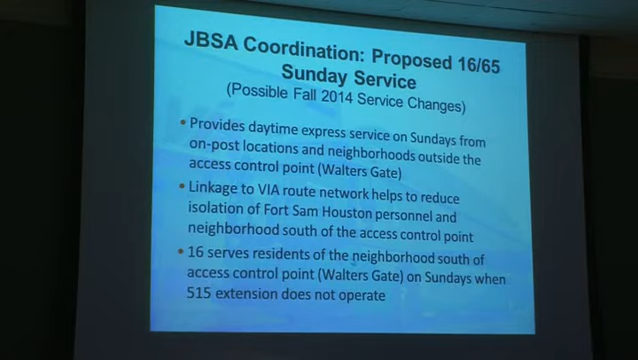 JBSA Coordination: Proposed 16/65
Sunday Service
(Possible Fall 2014 Service Changes)
• Provides daytime express service on Sundays from
on-post locations and neighborhoods outside the
access control point (Walters Gate)
• Linkage to VIA route network helps to reduce
isolation of Fort Sam Houston personnel and
neighborhood south of the access control point
• 16 serves residents of the neighborhood south of
access control point (Walters Gate) on Sundays when
515 extension does not operate